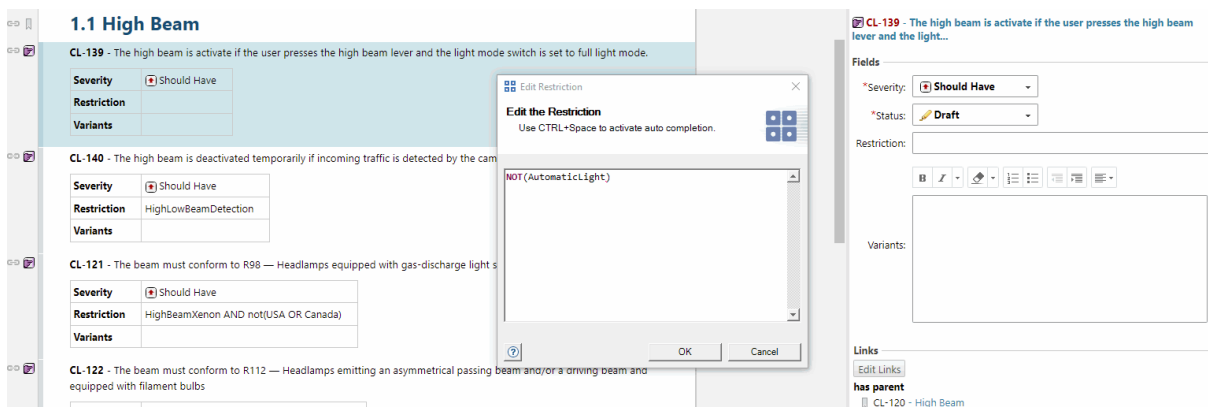 1.1 High Beam
CL-139 - The high beam is activate if the user presses the high beam lever and the light mode switch is set to full light mode.
Severity Should Have
Restriction
Variants
CL-140 - The high beam is deactivated temporarily if incoming traffic is detected by the cam
Severity Should Have
Restriction HighLowBeamDetection
Variants
CL-121 - The beam must conform to R98 — Headlamps equipped with gas-discharge light s
Severity Should Have
Restriction HighBeamXenon AND not(USA OR Canada)
Variants
CL-122 - The beam must conform to R112 — Headlamps emitting an asymmetrical passing beam and/or a driving beam and
equipped with filament bulbs
Edit Restriction
Edit the Restriction
Use CTRL+Space to activate auto completion.
NOT(AutomaticLight)
OK Cancel
CL-139 - The high beam is activate if the user presses the high beam
lever and the light...
Fields
*Severity: Should Have
*Status: Draft
Restriction:
B I
Variants:
Links
Edit Links
has parent
CL-120 - High Beam